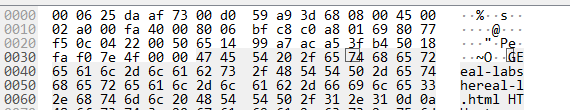 0000 00 06 25 da af 73 00 d0 59 a9 3d 68 08 00 45 00 ··%··s··
0010 02 a0 00 fa 40 00 80 06 bf c8 c0 a8 01 69 80 77 ····@···
0020 f5 0c 04 22 00 50 65 14 99 a7 ac a5 3f b4 50 18 ···"·Pe·
0030 fa f0 7e 4f 00 00 47 45 54 20 2f 65 74 68 65 72 ··~O··GE
65 61 6c 2d 6c 61 62 73 2f 48 54 54 50 2d 65 74 eal-labs
68 65 72 65 61 6c 2d 6c 61 62 2d 66 69 6c 65 33 hereal-l
2e 68 74 6d 6c 20 48 54 54 50 2f 31 2e 31 0d 0a .html HT